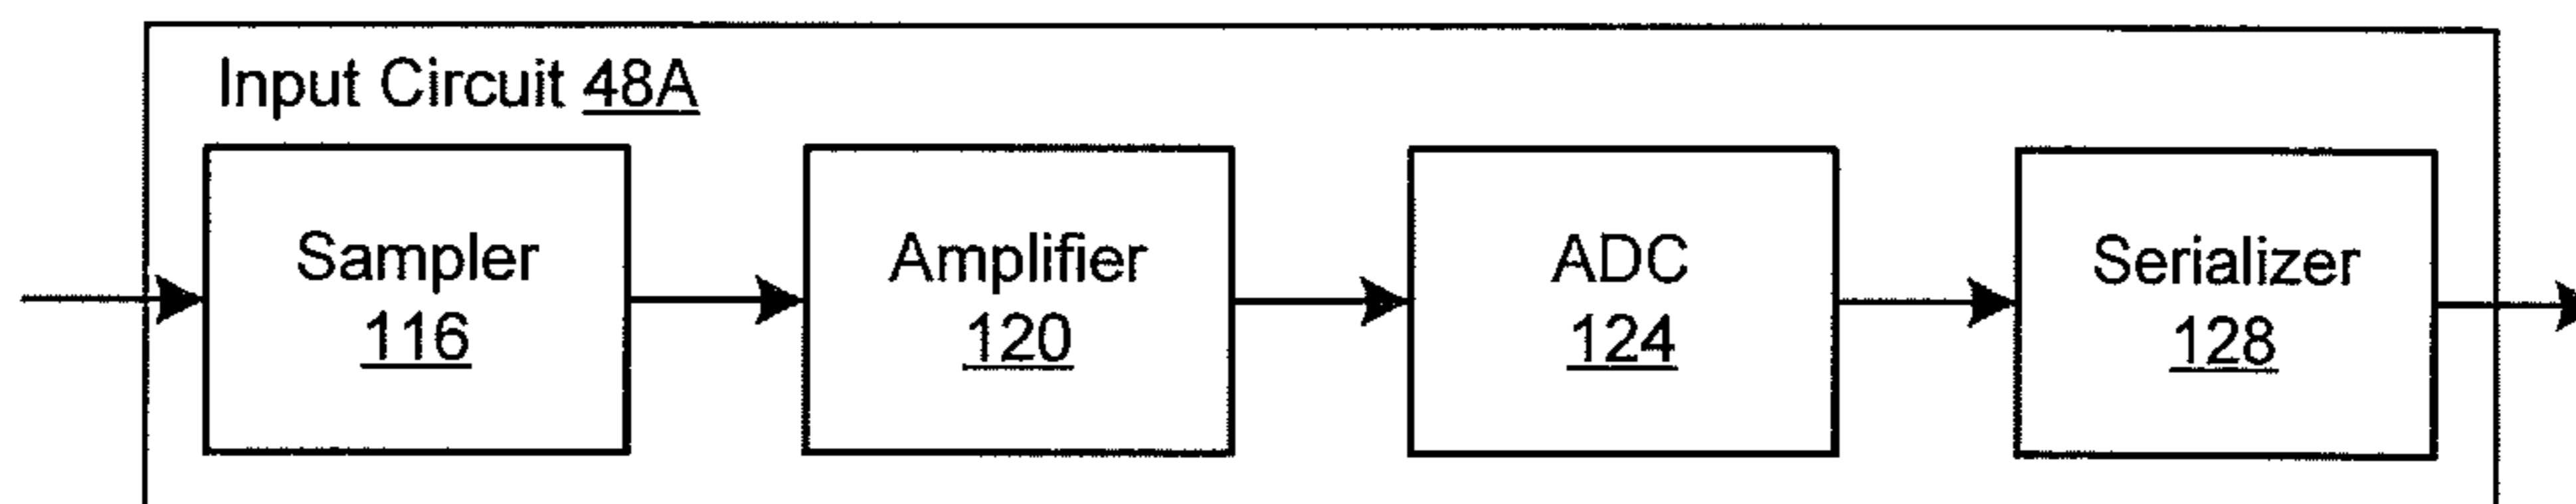 Input Circuit 48A
Sampler
116
Amplifier
120
ADC
124
Serializer
128